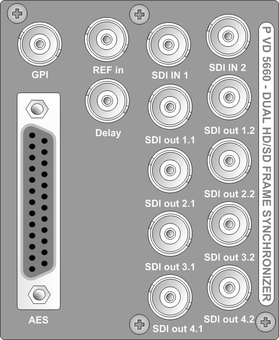 GPI
REF in
SDI IN 1
SDI IN 2
Delay
SDI out 1.1
SDI out 1.2
SDI out 2.1
SDI out 2.2
SDI out 3.1
SDI out 3.2
AES
SDI out 4.1
SDI out 4.2
P VD 5660 - DUAL HD/SD FRAME SYNCHRONIZER